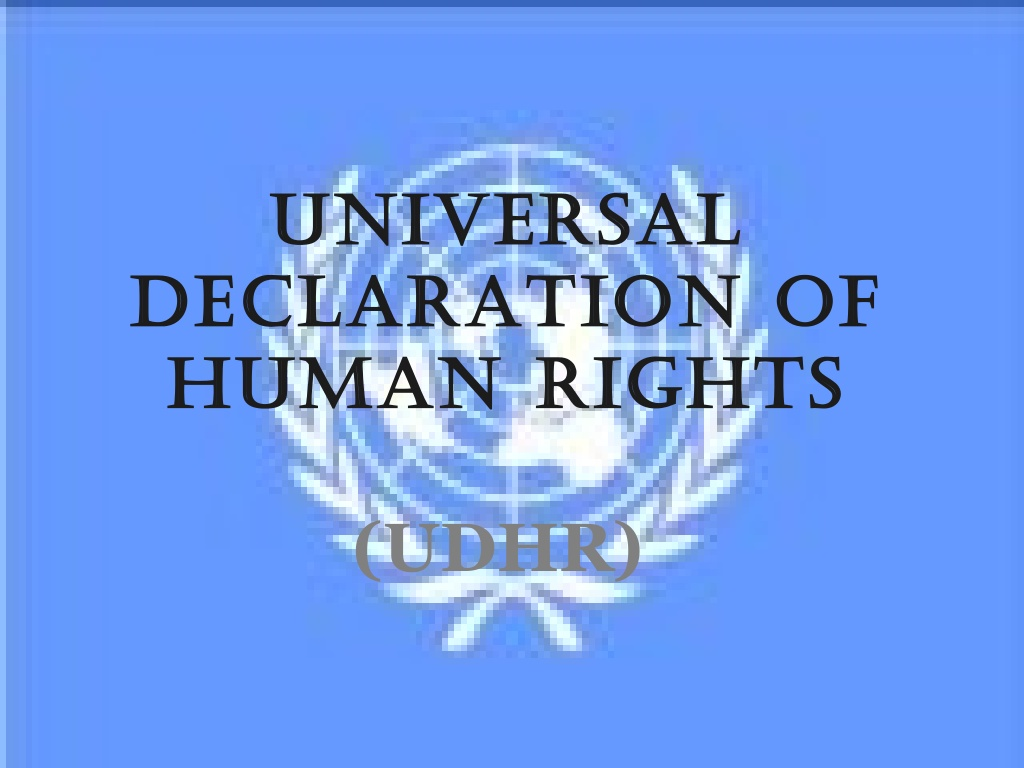 UNIVERSAL
DECLARATION OF
HUMAN RIGHTS
(UDHR)